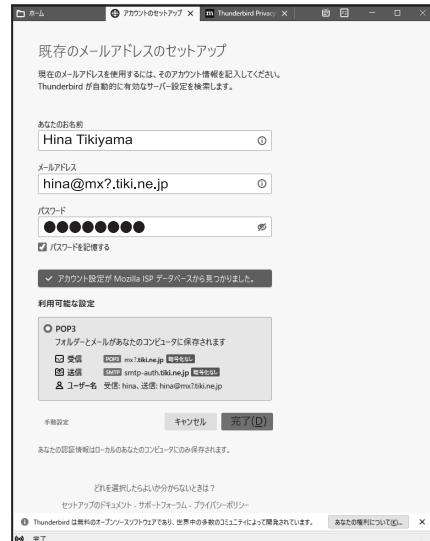 ホーム
アカウントのセットアップ ×
m Thunderbird Privacy ×
既存のメールアドレスのセットアップ
現在のメールアドレスを使用するには、そのアカウント情報を記入してください。
Thunderbird が自動的に有効なサーバー設定を検索します。
あなたのお名前
Hina Tikiyama
メールアドレス
hina@mx?.tiki.ne.jp
パスワード
●●●●●●●●
パスワードを記憶する
アカウント設定が Mozilla ISP データベースから見つかりました。
利用可能な設定
POP3
フォルダーとメールがあなたのコンピュータに保存されます
受信 POP3 mx?.tiki.ne.jp 暗号化なし
送信 SMTP smtp-auth.tiki.ne.jp 暗号化なし
ユーザー名 受信: hina、送信: hina@mx?.tiki.ne.jp
手動設定 キャンセル 完了(D)
あなたの認証情報はローカルのあなたのコンピュータにのみ保存されます。
どれを選択したらよいか分からないときは？
セットアップのドキュメント - サポートフォーラム - プライバシーポリシー
Thunderbird は無料のオープンソースソフトウェアであり、世界中の多数のコミュニティによって開発されています。 あなたの権利について(K)... ×
完了